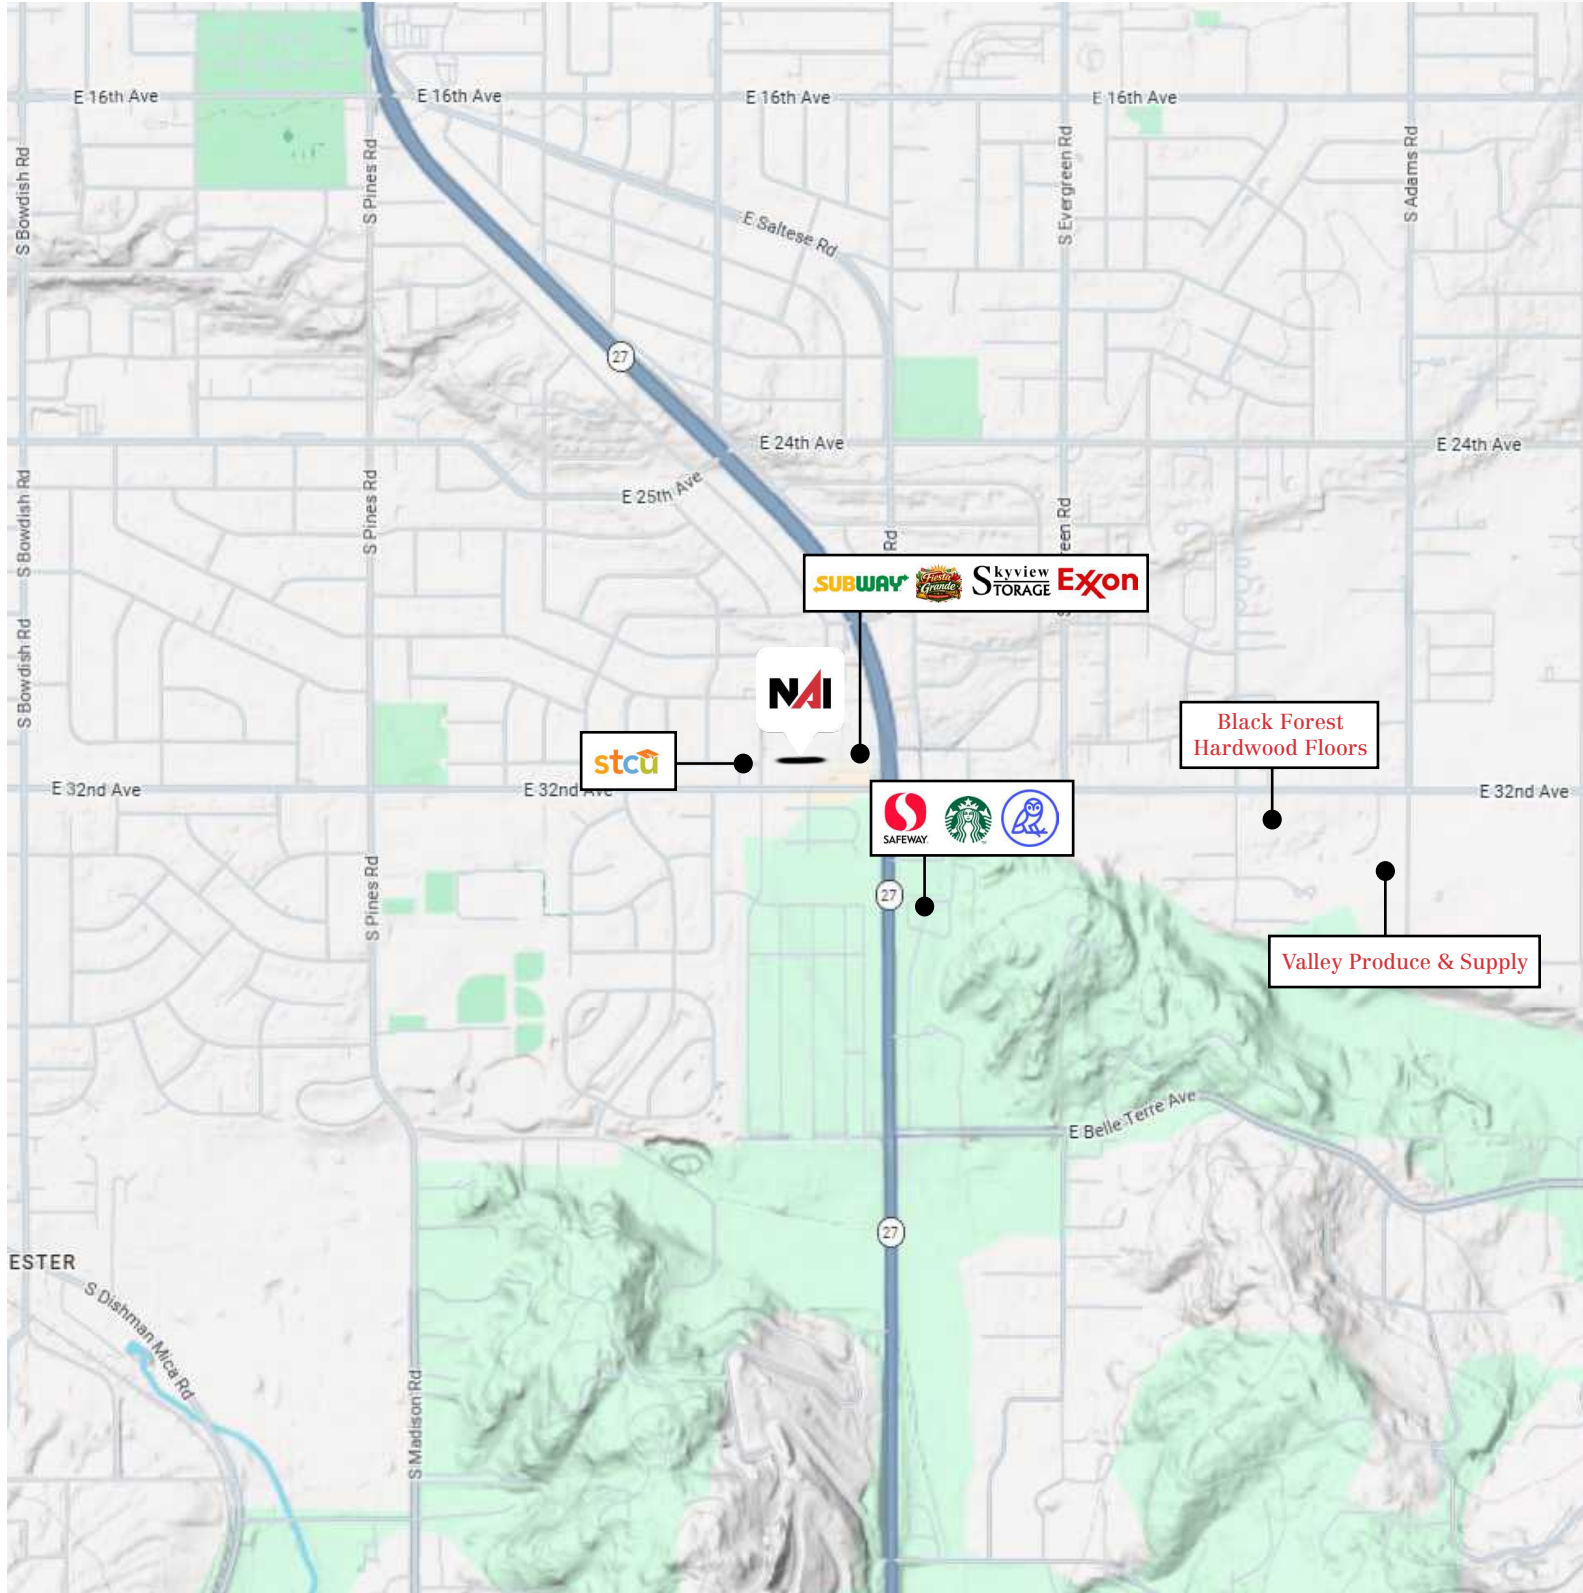 E 16th Ave
E 16th Ave
E 16th Ave
E 16th Ave
S Bowdish Rd
S Pines Rd
S Evergreen Rd
S Adams Rd
E Saltese Rd
27
E 24th Ave
E 24th Ave
E 25th Ave
S Bowdish Rd
S Pines Rd
Rd
een Rd
SUBWAY
Fiesta
Grande
Skyview
STORAGE
Exxon
S Bowdish Rd
NAI
stcu
Black Forest
Hardwood Floors
E 32nd Ave
E 32nd Ave
E 32nd Ave
SAFEWAY
27
S Pines Rd
Valley Produce & Supply
E Belle Terre Ave
27
ESTER
S Dishman Mica Rd
S Madison Rd